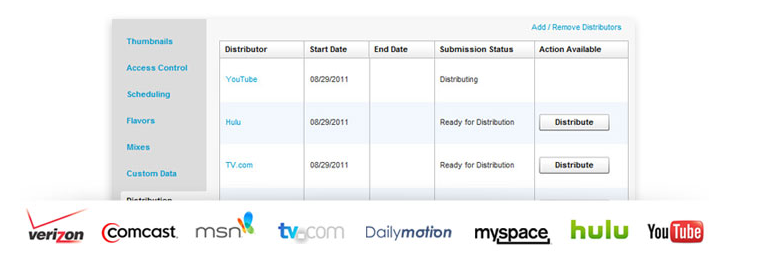 Add / Remove Distributors
Thumbnails
Access Control
Scheduling
Flavors
Mixes
Custom Data
Distribution
Distributor Start Date End Date Submission Status Action Available
YouTube 08/29/2011 Distributing
Hulu 08/29/2011 Ready for Distribution Distribute
TV.com 08/29/2011 Ready for Distribution Distribute
verizon comcast. msn tv.com Dailymotion myspace hulu YouTube